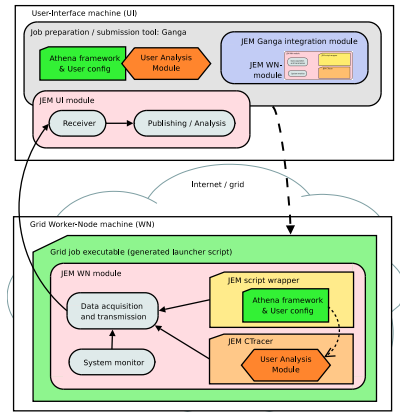 User-Interface machine (UI)
Job preparation / submission tool: Ganga
Athena framework
& User config
User Analysis
Module
JEM Ganga integration module
JEM WN-
module
JEM UI module
Receiver
Publishing / Analysis
Internet / grid
Grid Worker-Node machine (WN)
Grid job executable (generated launcher script)
JEM WN module
Data acquisition
and transmission
System monitor
JEM script wrapper
Athena framework
& User config
JEM CTracer
User Analysis
Module